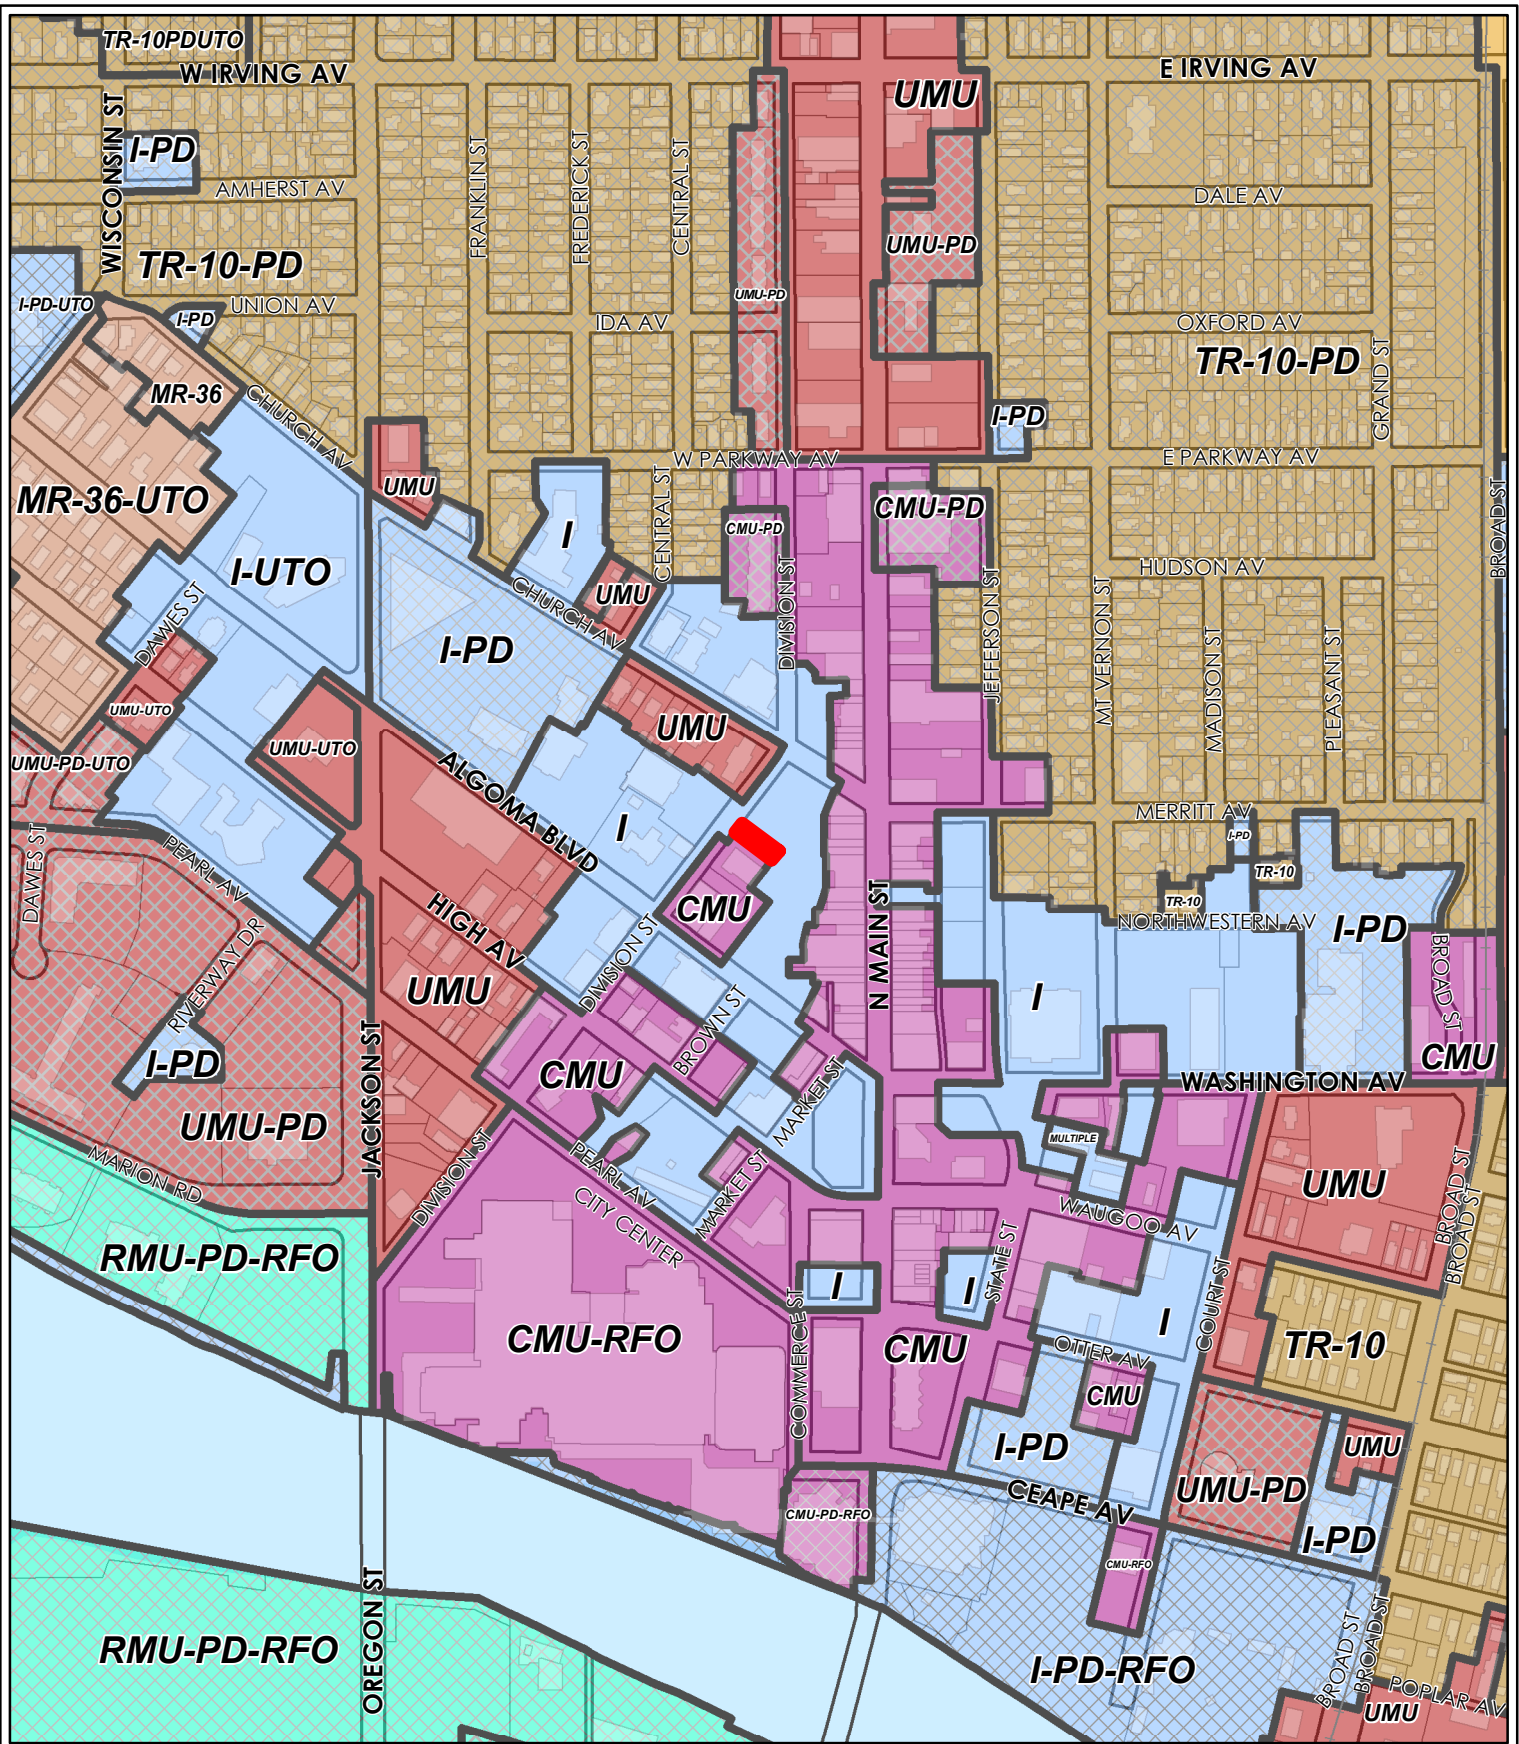 TR-10PDUTO
W IRVING AV
UMU
E IRVING AV
WISCONSIN ST
I-PD
AMHERST AV
FRANKLIN ST
FREDERICK ST
CENTRAL ST
DALE AV
TR-10-PD
UMU-PD
I-PD-UTO
UNION AV
I-PD
UMU-PD
IDA AV
OXFORD AV
TR-10-PD
GRAND ST
MR-36
CHURCH AV
I-PD
W PARKWAY AV
E PARKWAY AV
UMU
MR-36-UTO
CENTRAL ST
CMU-PD
CMU-PD
BROAD ST
I
I-UTO
HUDSON AV
UMU
CHURCH AV
DAWES ST
DIVISION ST
JEFFERSON ST
MT VERNON ST
MADISON ST
PLEASANT ST
I-PD
UMU-UTO
UMU
UMU-UTO
UMU-PD-UTO
ALGOMA BLVD
MERRITT AV
I
I-PD
DAWES ST
PEARL AV
TR-10
CMU
TR-10
NORTHWESTERN AV
HIGH AV
I-PD
N MAIN ST
RIVERWAY DR
DIVISION ST
UMU
BROWN ST
I
BROAD ST
I-PD
CMU
CMU
WASHINGTON AV
JACKSON ST
MARKET ST
UMU-PD
MULTIPLE
MARION RD
DIVISION ST
PEARL AV
MARKET ST
UMU
BROAD ST
BROAD ST
CITY CENTER
WAUGOO AV
RMU-PD-RFO
STATE ST
I
I
COURT ST
I
CMU-RFO
COMMERCE ST
CMU
OTTER AV
TR-10
CMU
I-PD
UMU
UMU-PD
CEAPE AV
CMU-PD-RFO
I-PD
CMU-RFO
OREGON ST
RMU-PD-RFO
I-PD-RFO
BROAD ST
BROAD ST
POPLAR AV
UMU